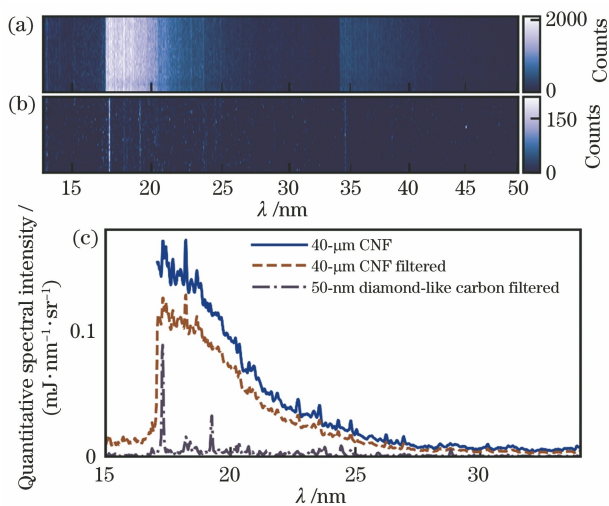 (a)
2000
0
Counts
(b)
150
0
Counts
15 20 25 30 35 40 45 50
λ /nm
(c)
Quantitative spectral intensity /
(mJ·nm⁻¹·sr⁻¹)
40-μm CNF
40-μm CNF filtered
50-nm diamond-like carbon filtered
0.1
0
15 20 25 30
λ /nm